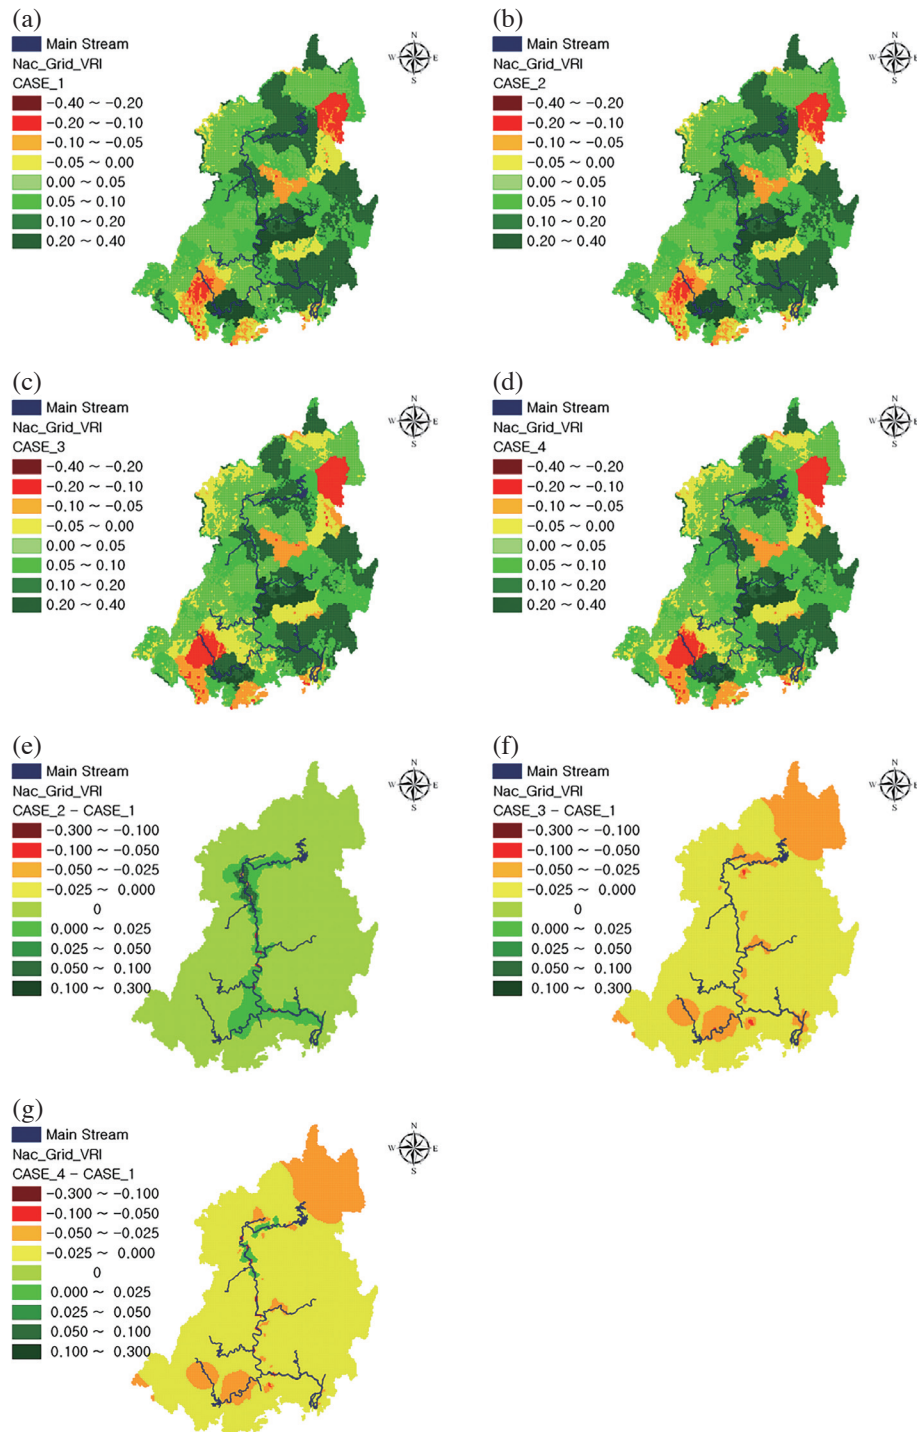 (a)
Main Stream
Nac_Grid_VRI
CASE_1
-0.40 ~ -0.20
-0.20 ~ -0.10
-0.10 ~ -0.05
-0.05 ~ 0.00
0.00 ~ 0.05
0.05 ~ 0.10
0.10 ~ 0.20
0.20 ~ 0.40
N
W E
S
(b)
Main Stream
Nac_Grid_VRI
CASE_2
-0.40 ~ -0.20
-0.20 ~ -0.10
-0.10 ~ -0.05
-0.05 ~ 0.00
0.00 ~ 0.05
0.05 ~ 0.10
0.10 ~ 0.20
0.20 ~ 0.40
N
W E
S
(c)
Main Stream
Nac_Grid_VRI
CASE_3
-0.40 ~ -0.20
-0.20 ~ -0.10
-0.10 ~ -0.05
-0.05 ~ 0.00
0.00 ~ 0.05
0.05 ~ 0.10
0.10 ~ 0.20
0.20 ~ 0.40
N
W E
S
(d)
Main Stream
Nac_Grid_VRI
CASE_4
-0.40 ~ -0.20
-0.20 ~ -0.10
-0.10 ~ -0.05
-0.05 ~ 0.00
0.00 ~ 0.05
0.05 ~ 0.10
0.10 ~ 0.20
0.20 ~ 0.40
N
W E
S
(e)
Main Stream
Nac_Grid_VRI
CASE_2 - CASE_1
-0.300 ~ -0.100
-0.100 ~ -0.050
-0.050 ~ -0.025
-0.025 ~ 0.000
0
0.000 ~ 0.025
0.025 ~ 0.050
0.050 ~ 0.100
0.100 ~ 0.300
N
W E
S
(f)
Main Stream
Nac_Grid_VRI
CASE_3 - CASE_1
-0.300 ~ -0.100
-0.100 ~ -0.050
-0.050 ~ -0.025
-0.025 ~ 0.000
0
0.000 ~ 0.025
0.025 ~ 0.050
0.050 ~ 0.100
0.100 ~ 0.300
N
W E
S
(g)
Main Stream
Nac_Grid_VRI
CASE_4 - CASE_1
-0.300 ~ -0.100
-0.100 ~ -0.050
-0.050 ~ -0.025
-0.025 ~ 0.000
0
0.000 ~ 0.025
0.025 ~ 0.050
0.050 ~ 0.100
0.100 ~ 0.300
N
W E
S